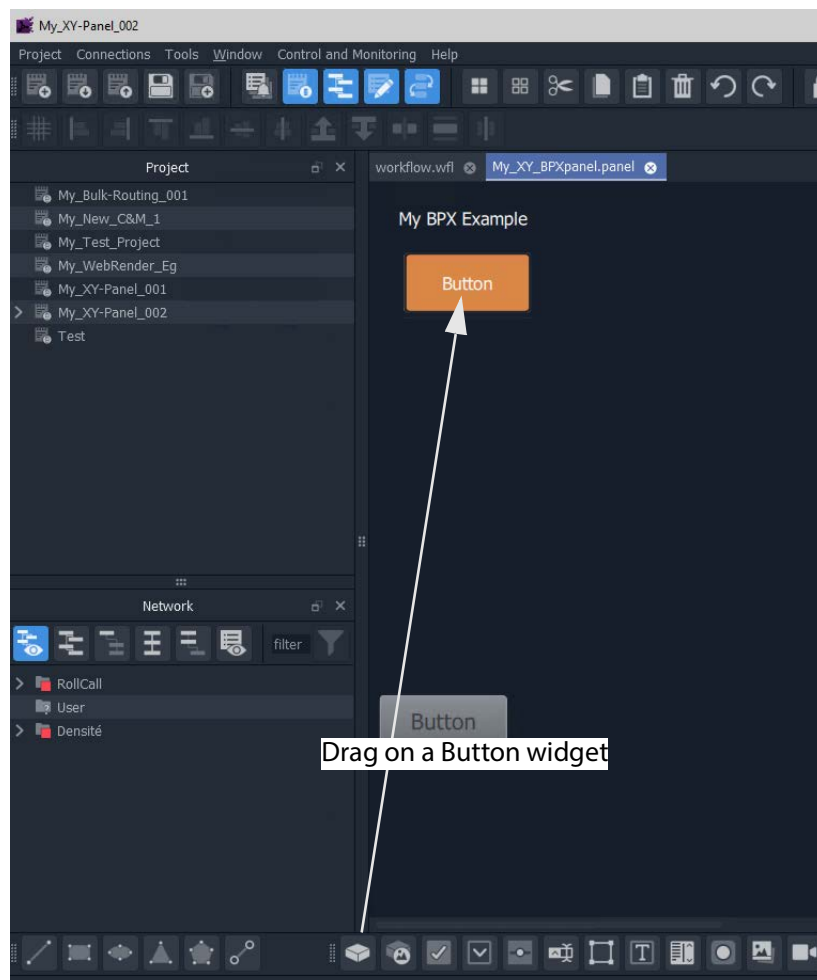 My_XY-Panel_002
Project Connections Tools Window Control and Monitoring Help
Project
workflow.wfl My_XY_BPXpanel.panel
My_Bulk-Routing_001
My_New_C&M_1
My_Test_Project
My_WebRender_Eg
My_XY-Panel_001
My_XY-Panel_002
Test
My BPX Example
Button
Network
filter
RollCall
User
Densité
Button
Drag on a Button widget